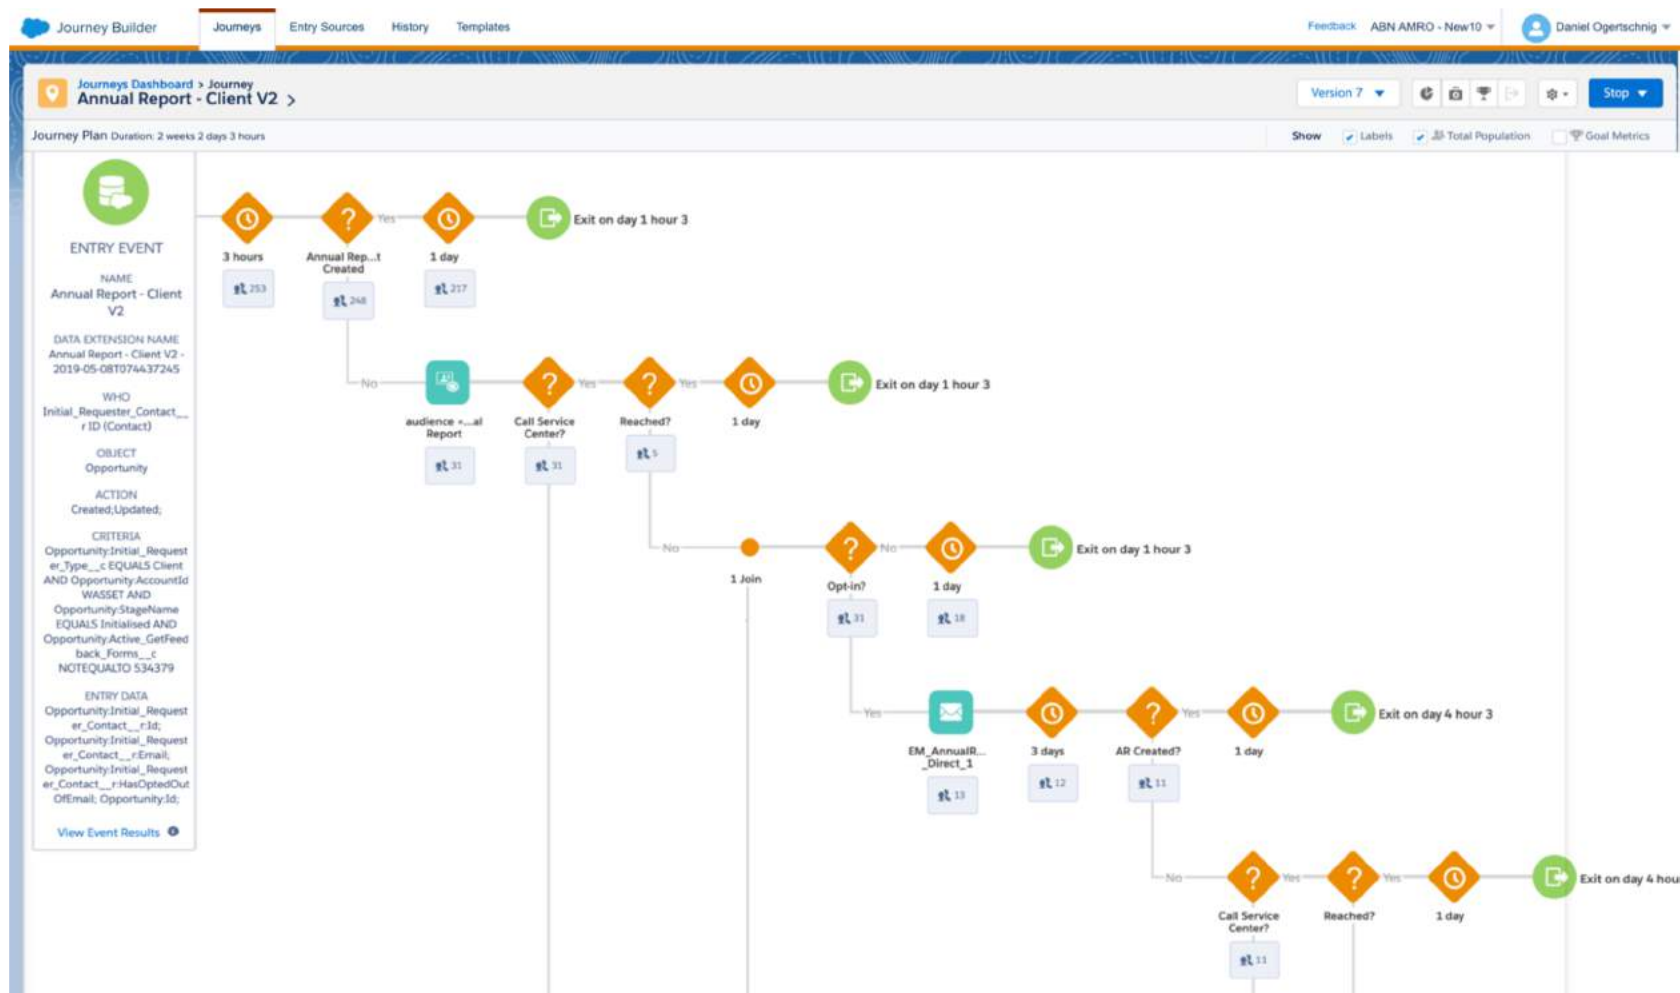 Journey Builder
Journeys
Entry Sources
History
Templates
Feedback
ABN AMRO - New10
Daniel Ogertschnig
Journeys Dashboard > Journey
Annual Report - Client V2 >
Version 7
Stop
Journey Plan Duration: 2 weeks 2 days 3 hours
Show
Labels
Total Population
Goal Metrics
ENTRY EVENT
NAME
Annual Report - Client
V2
DATA EXTENSION NAME
Annual Report - Client V2 -
2019-05-08T074437245
WHO
Initial_Requester_Contact__
r ID (Contact)
OBJECT
Opportunity
ACTION
Created;Updated;
CRITERIA
Opportunity:Initial_Request
er_Type__c EQUALS Client
AND Opportunity:AccountId
WASSET AND
Opportunity:StageName
EQUALS Initialised AND
Opportunity:Active_GetFeed
back_Forms__c
NOTEQUALTO 534379
ENTRY DATA
Opportunity:Initial_Request
er_Contact__r:Id;
Opportunity:Initial_Request
er_Contact__r:Email;
Opportunity:Initial_Request
er_Contact__r:HasOptedOut
OfEmail; Opportunity:Id;
View Event Results
3 hours
253
Annual Rep...t
Created
248
Yes
1 day
217
Exit on day 1 hour 3
No
audience =...al
Report
31
Call Service
Center?
31
Yes
Reached?
5
Yes
1 day
Exit on day 1 hour 3
No
1 Join
Opt-in?
31
No
1 day
18
Exit on day 1 hour 3
Yes
EM_AnnualR...
_Direct_1
13
3 days
12
AR Created?
11
Yes
1 day
Exit on day 4 hour 3
No
Call Service
Center?
11
Yes
Reached?
Yes
1 day
Exit on day 4 hou